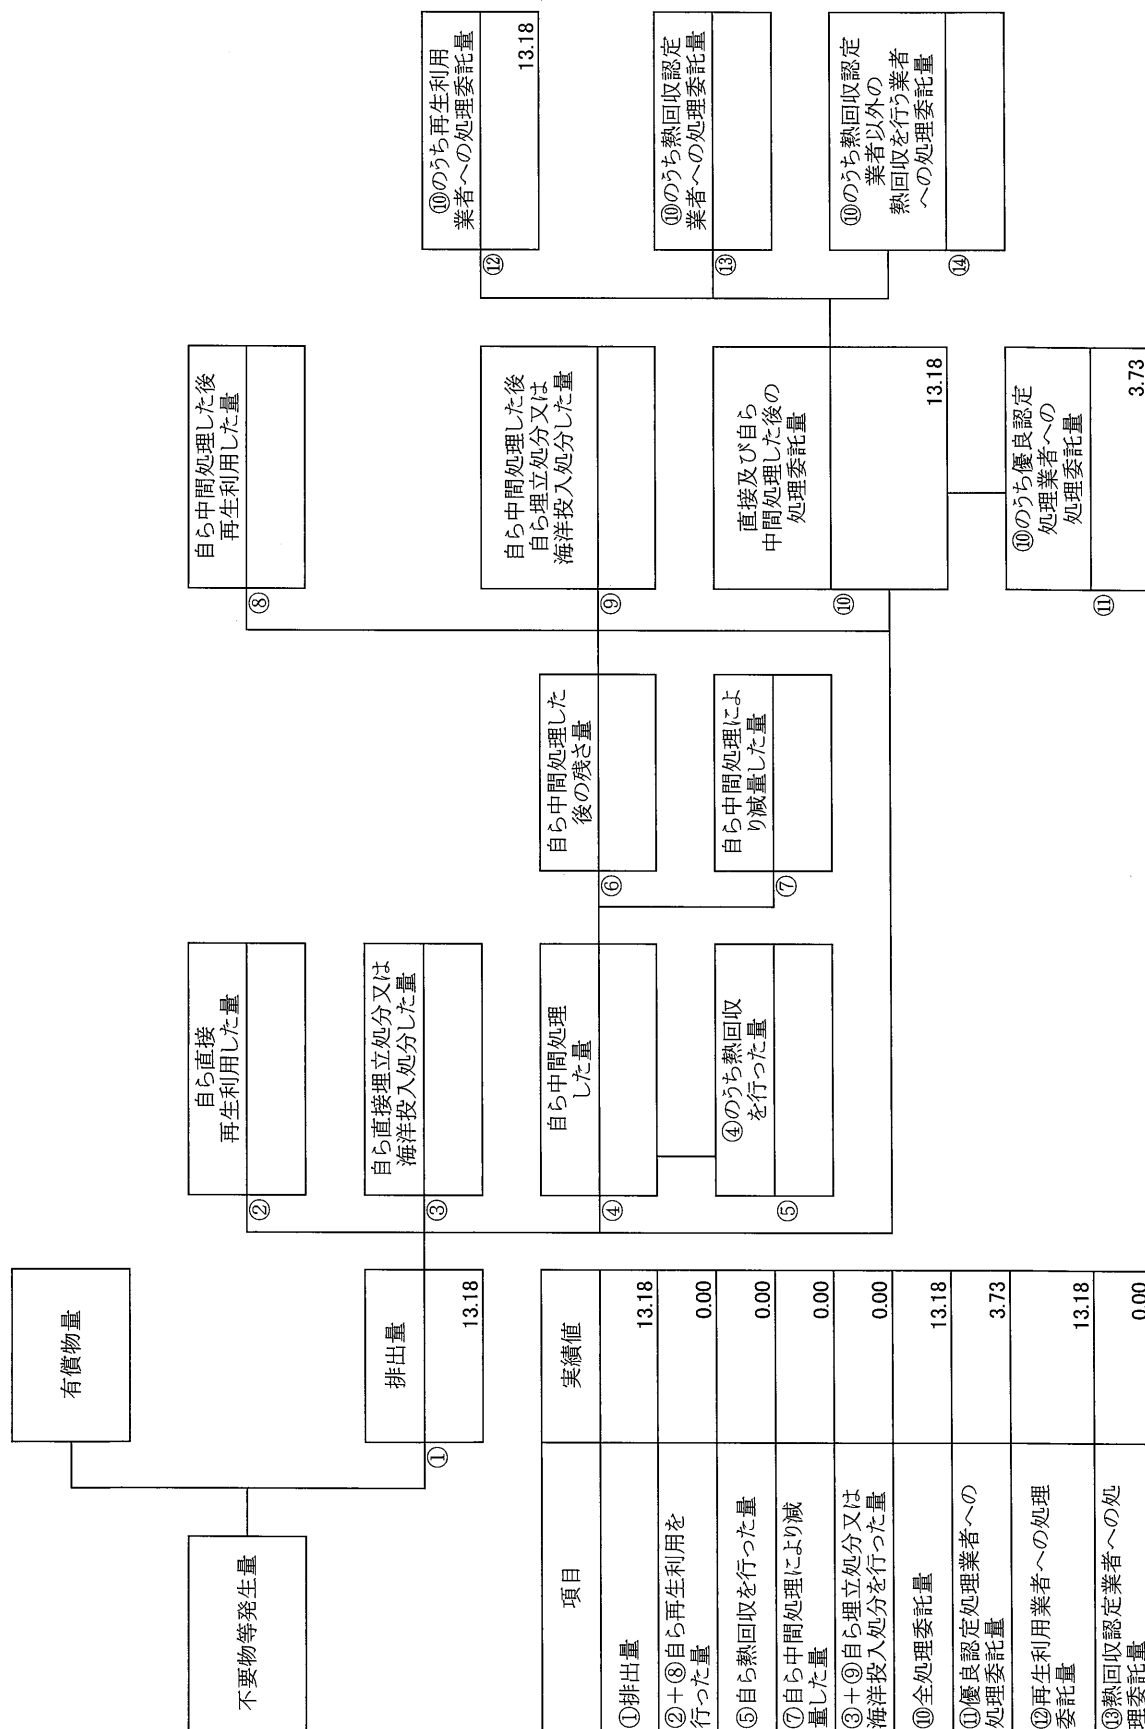 不要物等発生量
有償物量
①
排出量
13.18
②
自ら直接
再生利用した量
③
自ら直接埋立処分又は
海洋投入処分した量
④
自ら中間処理
した量
⑤
④のうち熱回収
を行った量
⑥
自ら中間処理した
後の残さ量
⑦
自ら中間処理によ
り減量した量
⑧
自ら中間処理した後
再生利用した量
⑨
自ら中間処理した後
自ら埋立処分又は
海洋投入処分した量
⑩
直接及び自ら
中間処理した後の
処理委託量
13.18
⑪
⑩のうち優良認定
処理業者への
処理委託量
3.73
⑫
⑩のうち再生利用
業者への処理委託量
13.18
⑬
⑩のうち熱回収認定
業者への処理委託量
⑭
⑩のうち熱回収認定
業者以外の
熱回収を行う業者
への処理委託量
項目 実績値
①排出量 13.18
②+⑧自ら再生利用を
行った量 0.00
⑤自ら熱回収を行った量 0.00
⑦自ら中間処理により減
量した量 0.00
③+⑨自ら埋立処分又は
海洋投入処分を行った量 0.00
⑩全処理委託量 13.18
⑪優良認定処理業者への
処理委託量 3.73
⑫再生利用業者への処理
委託量 13.18
⑬熱回収認定業者への処
理委託量 0.00